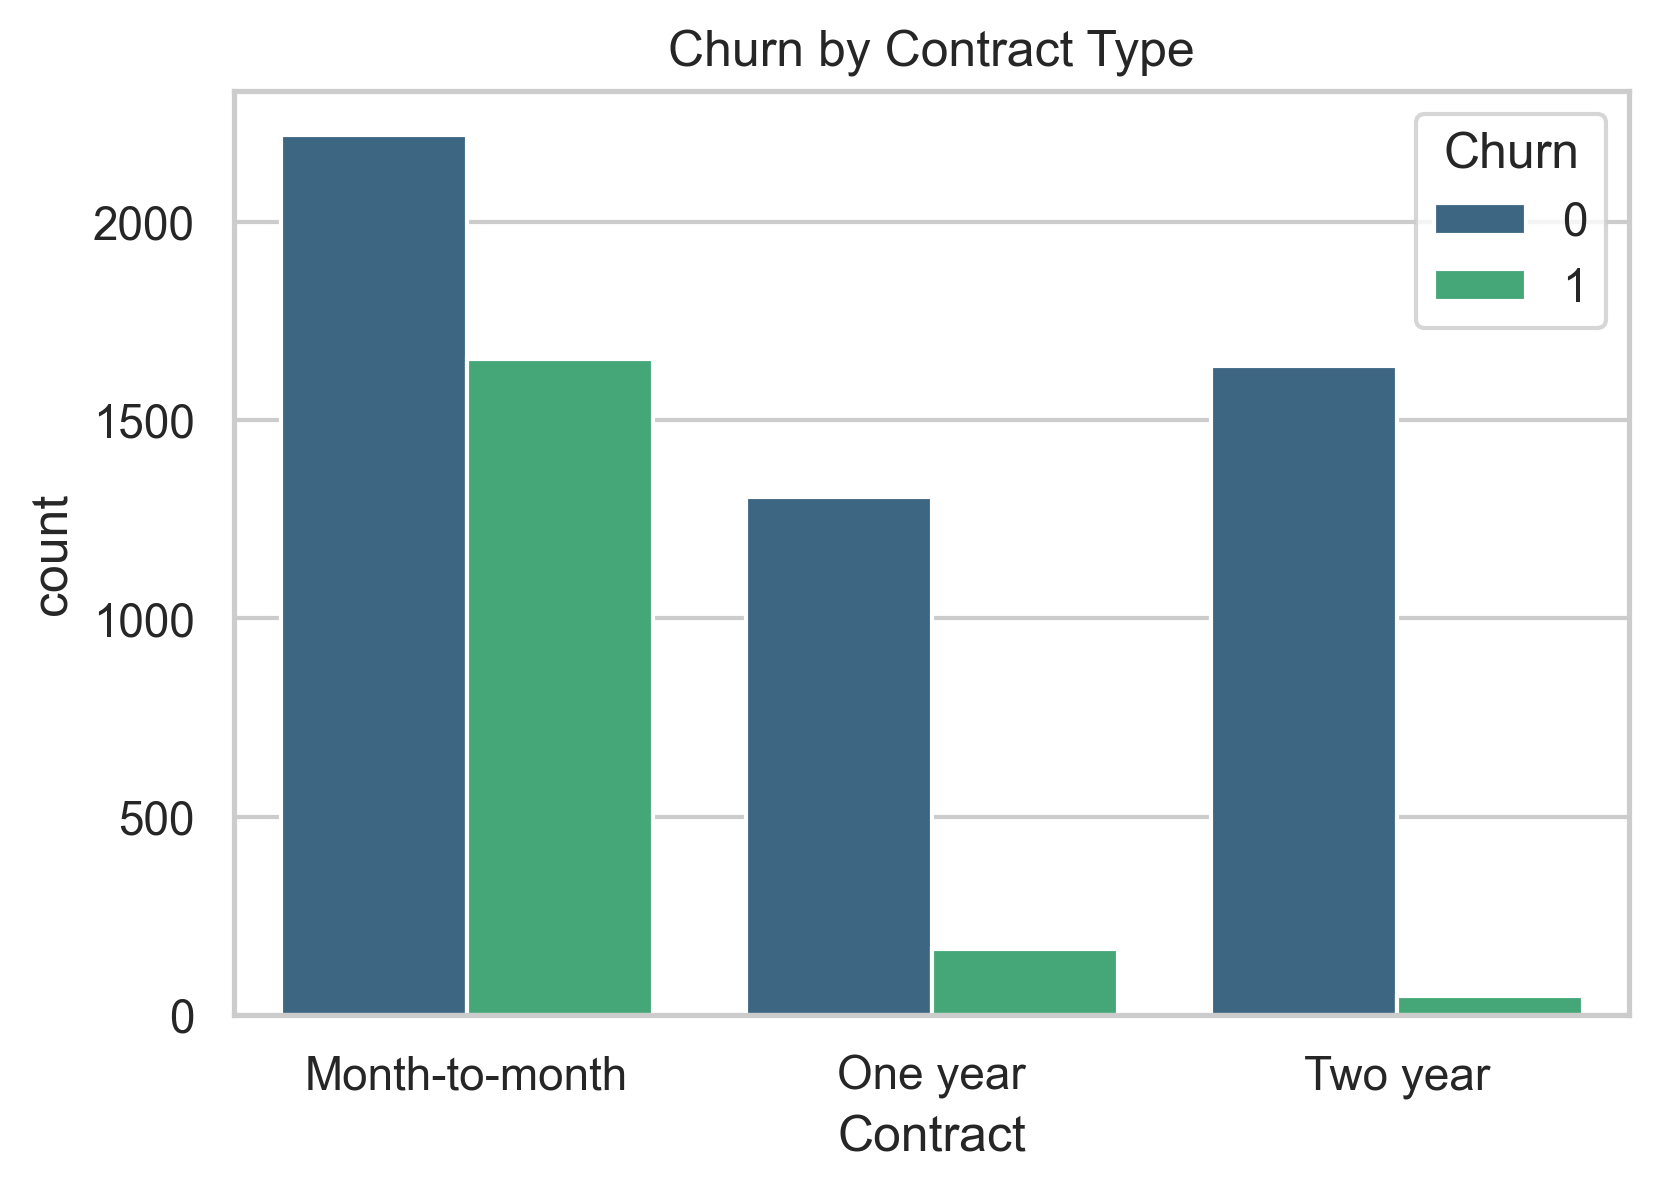 Churn by Contract Type
Churn
0
1
2000
1500
1000
500
0
count
Month-to-month
One year
Two year
Contract